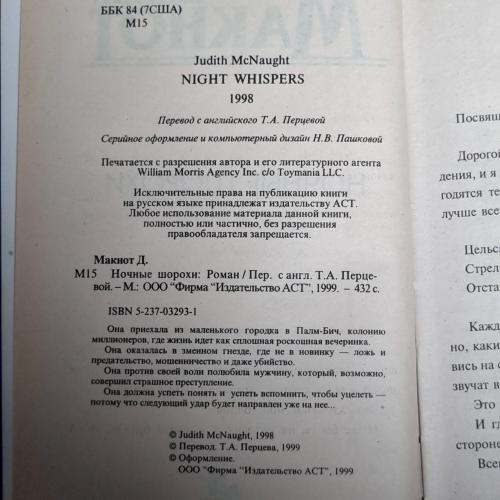 МАКНОТ
ББК 84 (7США)
М15
Judith McNaught
NIGHT WHISPERS
1998
Перевод с английского Т.А. Перцевой
Серийное оформление и компьютерный дизайн Н.В. Пашковой
Печатается с разрешения автора и его литературного агента
William Morris Agency Inc. c/o Toymania LLC.
Исключительные права на публикацию книги
на русском языке принадлежат издательству АСТ.
Любое использование материала данной книги,
полностью или частично, без разрешения
правообладателя запрещается.
Макнот Д.
М15 Ночные шорохи: Роман / Пер. с англ. Т.А. Перце-
вой. – М.: ООО "Фирма "Издательство АСТ", 1999. – 432 с.
ISBN 5-237-03293-1
Она приехала из маленького городка в Палм-Бич, колонию
миллионеров, где жизнь идет как сплошная роскошная вечеринка.
Она оказалась в змеином гнезде, где не в новинку — ложь и
предательство, мошенничество и даже убийство.
Она против своей воли полюбила мужчину, который, возможно,
совершил страшное преступление.
Она должна успеть понять и успеть вспомнить, чтобы уцелеть —
потому что следующий удар будет направлен уже на нее...
© Judith McNaught, 1998
© Перевод. Т.А. Перцева, 1999
© Оформление.
ООО "Фирма "Издательство АСТ", 1999
Посвящ
Дорогой
дения, и я
годятся те
лучше все
Цельс
Стрел
Отста
Кажд
но, каки
вись на с
звучат в
Это
И гд
стороне
Все